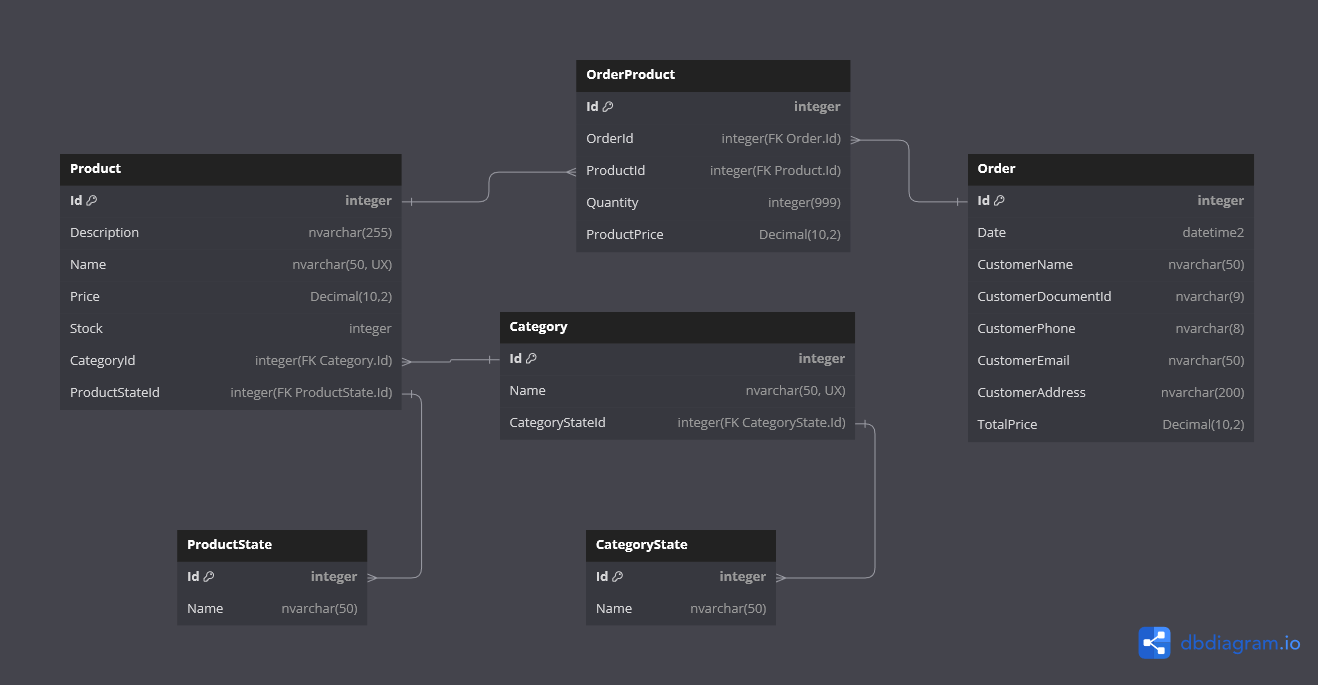 OrderProduct
Id integer
OrderId integer(FK Order.Id)
ProductId integer(FK Product.Id)
Quantity integer(999)
ProductPrice Decimal(10,2)
Product
Id integer
Description nvarchar(255)
Name nvarchar(50, UX)
Price Decimal(10,2)
Stock integer
CategoryId integer(FK Category.Id)
ProductStateId integer(FK ProductState.Id)
Order
Id integer
Date datetime2
CustomerName nvarchar(50)
CustomerDocumentId nvarchar(9)
CustomerPhone nvarchar(8)
CustomerEmail nvarchar(50)
CustomerAddress nvarchar(200)
TotalPrice Decimal(10,2)
Category
Id integer
Name nvarchar(50, UX)
CategoryStateId integer(FK CategoryState.Id)
ProductState
Id integer
Name nvarchar(50)
CategoryState
Id integer
Name nvarchar(50)
dbdiagram.io